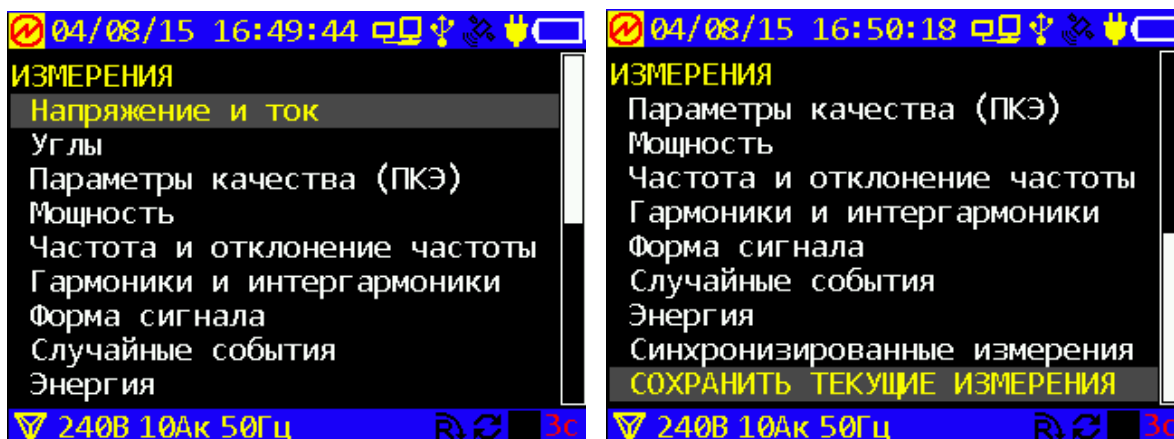 04/08/15 16:49:44
ИЗМЕРЕНИЯ
Напряжение и ток
Углы
Параметры качества (ПКЭ)
Мощность
Частота и отклонение частоты
Гармоники и интергармоники
Форма сигнала
Случайные события
Энергия
240В 10Ак 50Гц R 3с
04/08/15 16:50:18
ИЗМЕРЕНИЯ
Параметры качества (ПКЭ)
Мощность
Частота и отклонение частоты
Гармоники и интергармоники
Форма сигнала
Случайные события
Энергия
Синхронизированные измерения
СОХРАНИТЬ ТЕКУЩИЕ ИЗМЕРЕНИЯ
240В 10Ак 50Гц R 3с